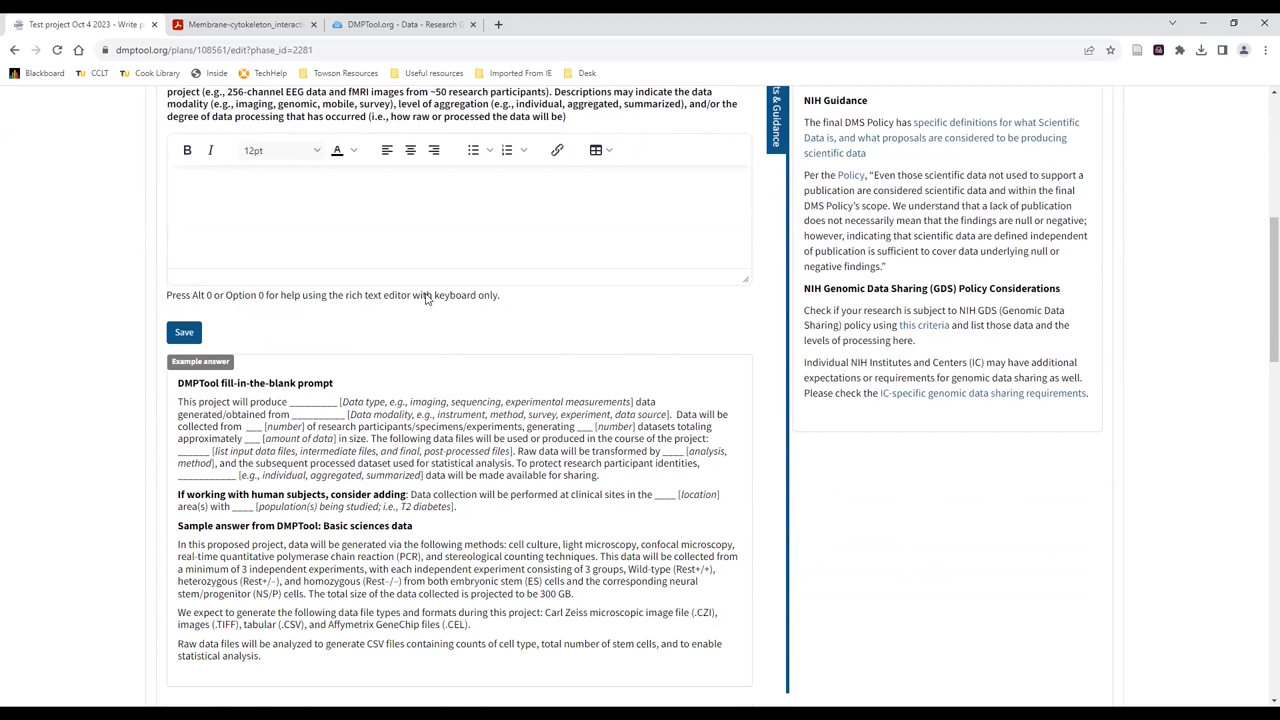 Test project Oct 4 2023 - Write p
Membrane-cytokeleton_interacti
DMPTool.org - Data - Research G
dmptool.org/plans/108561/edit?phase_id=2281
Blackboard
CCLT
Cook Library
Inside
TechHelp
Towson Resources
Useful resources
Imported From IE
Desk
project (e.g., 256-channel EEG data and fMRI images from ~50 research participants). Descriptions may indicate the data
modality (e.g., imaging, genomic, mobile, survey), level of aggregation (e.g., individual, aggregated, summarized), and/or the
degree of data processing that has occurred (i.e., how raw or processed the data will be)
B I 12pt A
Press Alt 0 or Option 0 for help using the rich text editor with keyboard only.
Save
Example answer
DMPTool fill-in-the-blank prompt
This project will produce _________ [Data type, e.g., imaging, sequencing, experimental measurements] data
generated/obtained from __________ [Data modality, e.g., instrument, method, survey, experiment, data source]. Data will be
collected from ___ [number] of research participants/specimens/experiments, generating ___ [number] datasets totaling
approximately ___ [amount of data] in size. The following data files will be used or produced in the course of the project:
______ [list input data files, intermediate files, and final, post-processed files]. Raw data will be transformed by ____ [analysis,
method], and the subsequent processed dataset used for statistical analysis. To protect research participant identities,
___________ [e.g., individual, aggregated, summarized] data will be made available for sharing.
If working with human subjects, consider adding: Data collection will be performed at clinical sites in the ____ [location]
area(s) with ____ [population(s) being studied; i.e., T2 diabetes].
Sample answer from DMPTool: Basic sciences data
In this proposed project, data will be generated via the following methods: cell culture, light microscopy, confocal microscopy,
real-time quantitative polymerase chain reaction (PCR), and stereological counting techniques. This data will be collected from
a minimum of 3 independent experiments, with each independent experiment consisting of 3 groups, Wild-type (Rest+/+),
heterozygous (Rest+/–), and homozygous (Rest–/–) from both embryonic stem (ES) cells and the corresponding neural
stem/progenitor (NS/P) cells. The total size of the data collected is projected to be 300 GB.
We expect to generate the following data file types and formats during this project: Carl Zeiss microscopic image file (.CZI),
images (.TIFF), tabular (.CSV), and Affymetrix GeneChip files (.CEL).
Raw data files will be analyzed to generate CSV files containing counts of cell type, total number of stem cells, and to enable
statistical analysis.
ts & Guidance
NIH Guidance
The final DMS Policy has specific definitions for what Scientific
Data is, and what proposals are considered to be producing
scientific data
Per the Policy, “Even those scientific data not used to support a
publication are considered scientific data and within the final
DMS Policy’s scope. We understand that a lack of publication
does not necessarily mean that the findings are null or negative;
however, indicating that scientific data are defined independent
of publication is sufficient to cover data underlying null or
negative findings.”
NIH Genomic Data Sharing (GDS) Policy Considerations
Check if your research is subject to NIH GDS (Genomic Data
Sharing) policy using this criteria and list those data and the
levels of processing here.
Individual NIH Institutes and Centers (IC) may have additional
expectations or requirements for genomic data sharing as well.
Please check the IC-specific genomic data sharing requirements.